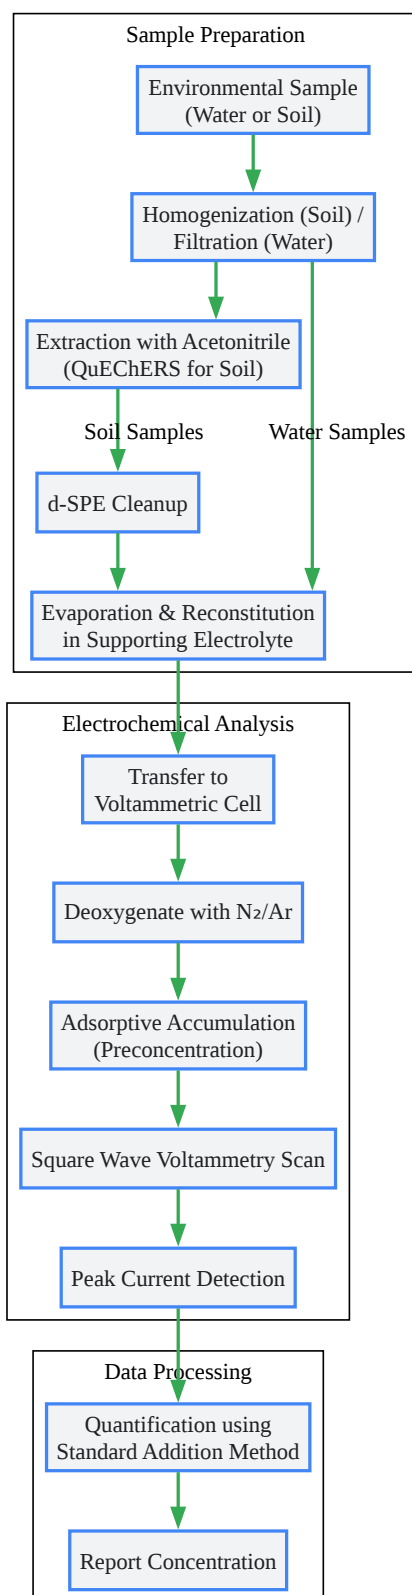 Sample Preparation
Environmental Sample
(Water or Soil)
Homogenization (Soil) /
Filtration (Water)
Extraction with Acetonitrile
(QuEChERS for Soil)
Soil Samples
Water Samples
d-SPE Cleanup
Evaporation & Reconstitution
in Supporting Electrolyte
Electrochemical Analysis
Transfer to
Voltammetric Cell
Deoxygenate with N₂/Ar
Adsorptive Accumulation
(Preconcentration)
Square Wave Voltammetry Scan
Peak Current Detection
Data Processing
Quantification using
Standard Addition Method
Report Concentration